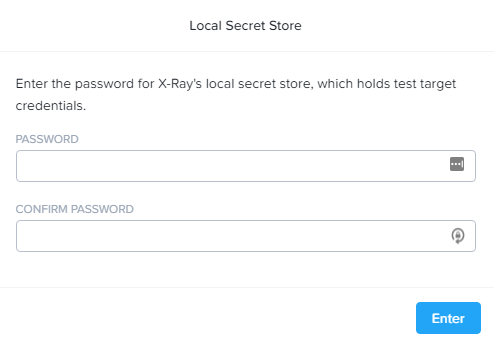 Local Secret Store
Enter the password for X-Ray's local secret store, which holds test target
credentials.
PASSWORD
CONFIRM PASSWORD
Enter